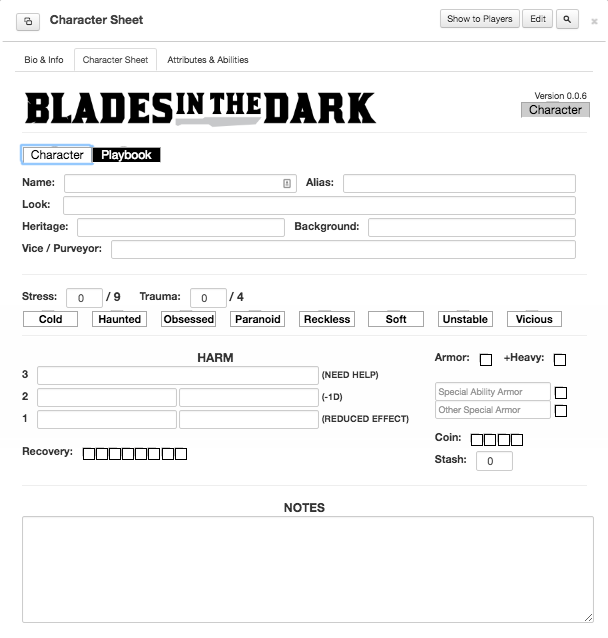 Character Sheet Show to Players Edit
Bio & Info Character Sheet Attributes & Abilities
BLADES IN THE DARK
Version 0.0.6
Character
Character Playbook
Name: Alias:
Look:
Heritage: Background:
Vice / Purveyor:
Stress: 0 / 9 Trauma: 0 / 4
Cold Haunted Obsessed Paranoid Reckless Soft Unstable Vicious
HARM
Armor: +Heavy:
3 (NEED HELP)
2 (-1D)
Special Ability Armor
Other Special Armor
1 (REDUCED EFFECT)
Coin:
Recovery:
Stash: 0
NOTES